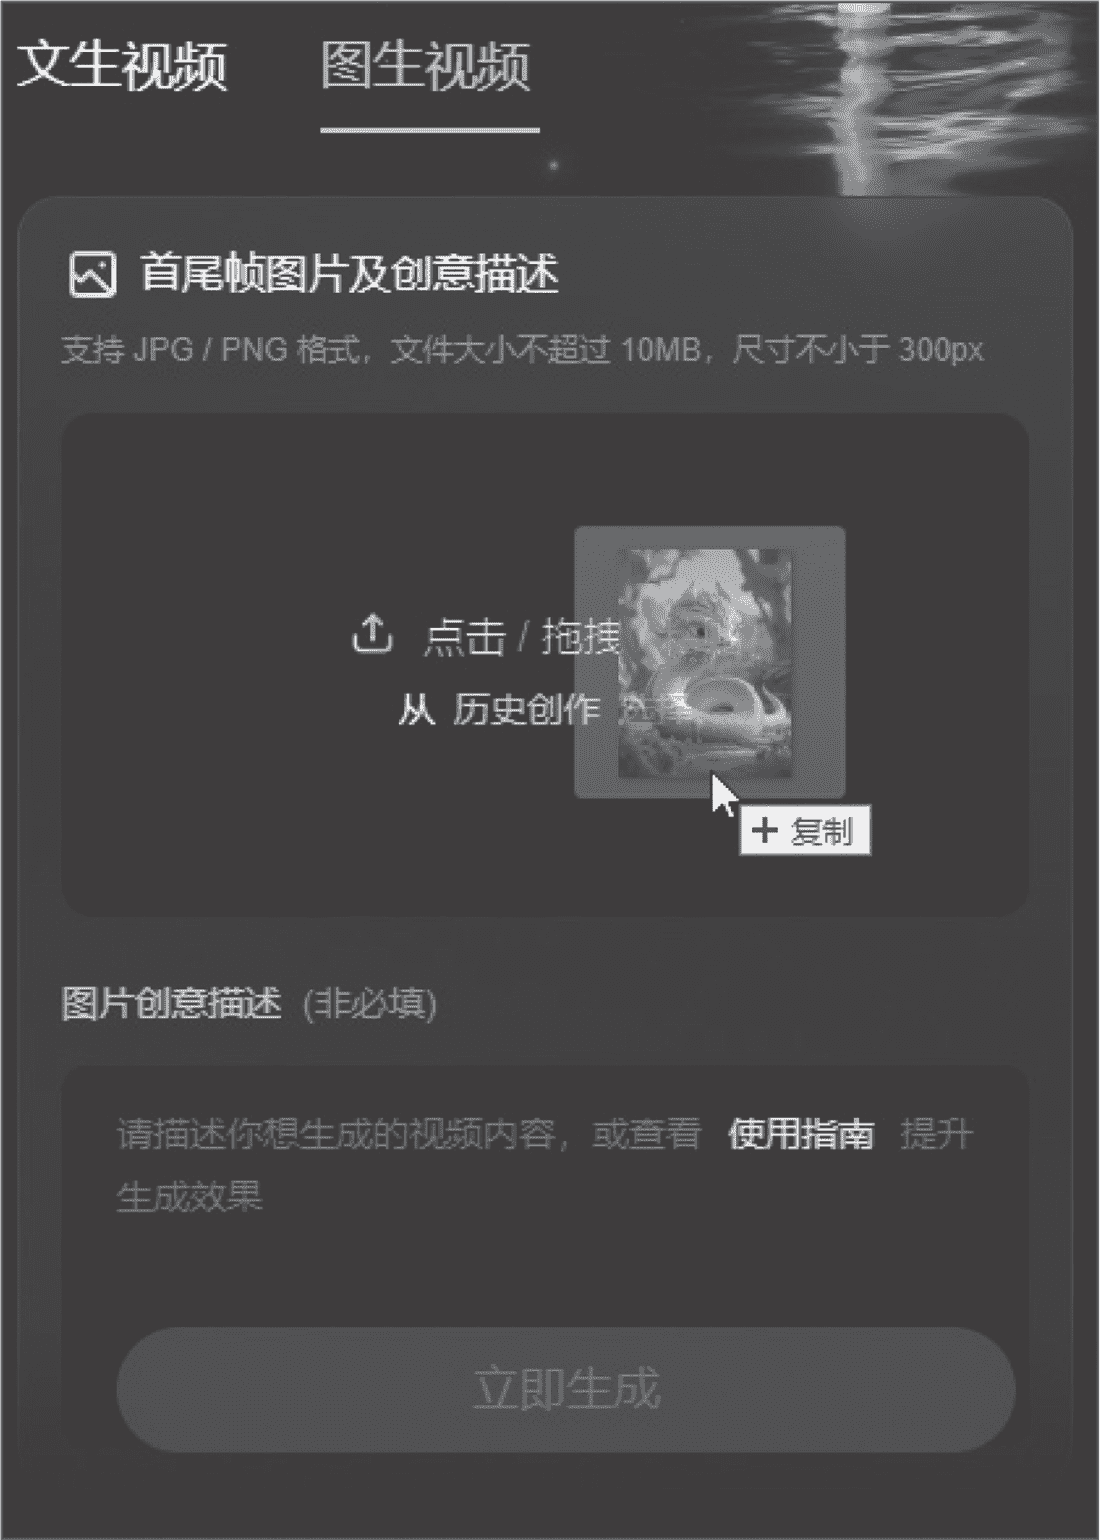 文生视频 图生视频
首尾帧图片及创意描述
支持 JPG / PNG 格式，文件大小不超过 10MB，尺寸不小于 300px
点击 / 拖拽
从 历史创作
+ 复制
图片创意描述 (非必填)
请描述你想生成的视频内容，或查看 使用指南 提升
生成效果
立即生成